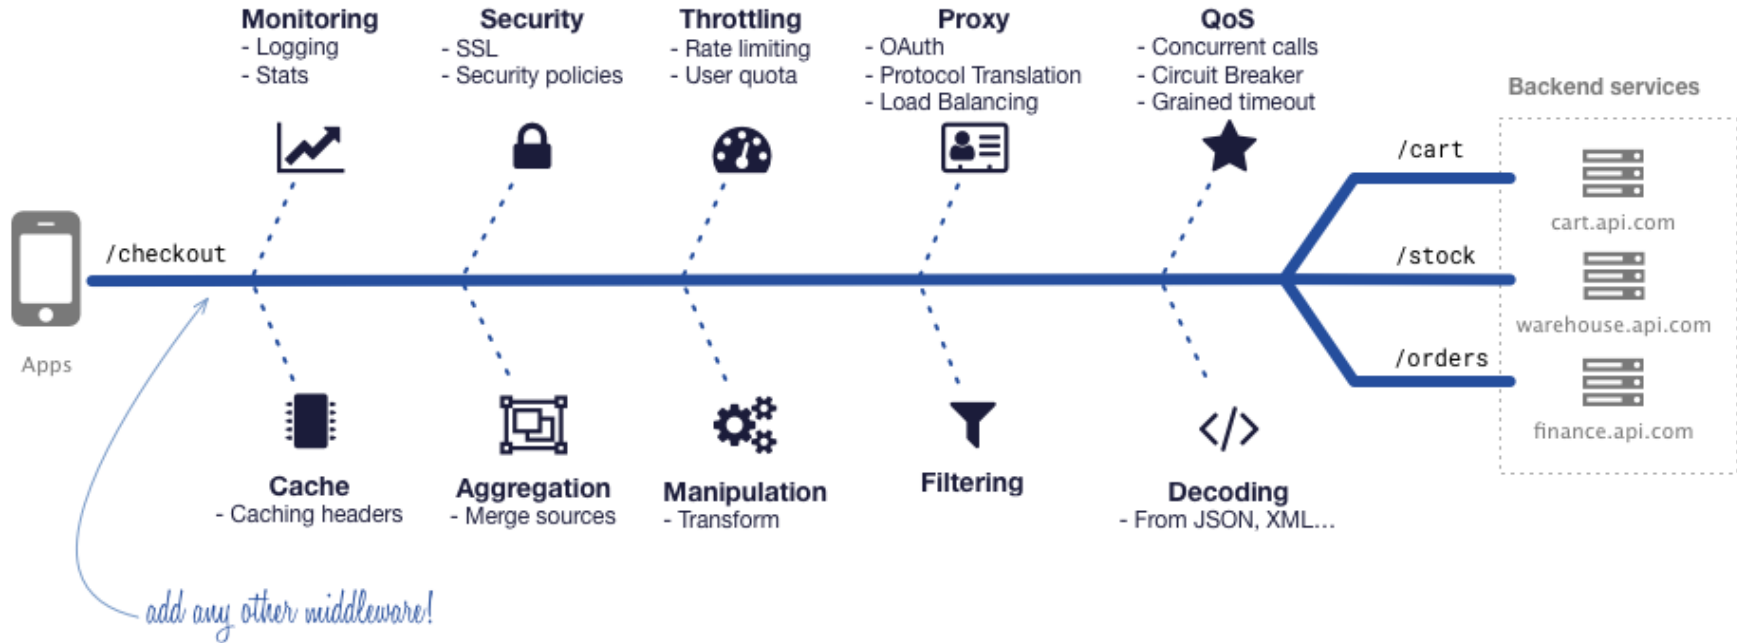 Monitoring
- Logging
- Stats
Security
- SSL
- Security policies
Throttling
- Rate limiting
- User quota
Proxy
- OAuth
- Protocol Translation
- Load Balancing
QoS
- Concurrent calls
- Circuit Breaker
- Grained timeout
Backend services
/cart
cart.api.com
/checkout
/stock
warehouse.api.com
Apps
/orders
finance.api.com
Cache
- Caching headers
Aggregation
- Merge sources
Manipulation
- Transform
Filtering
Decoding
- From JSON, XML...
add any other middleware!